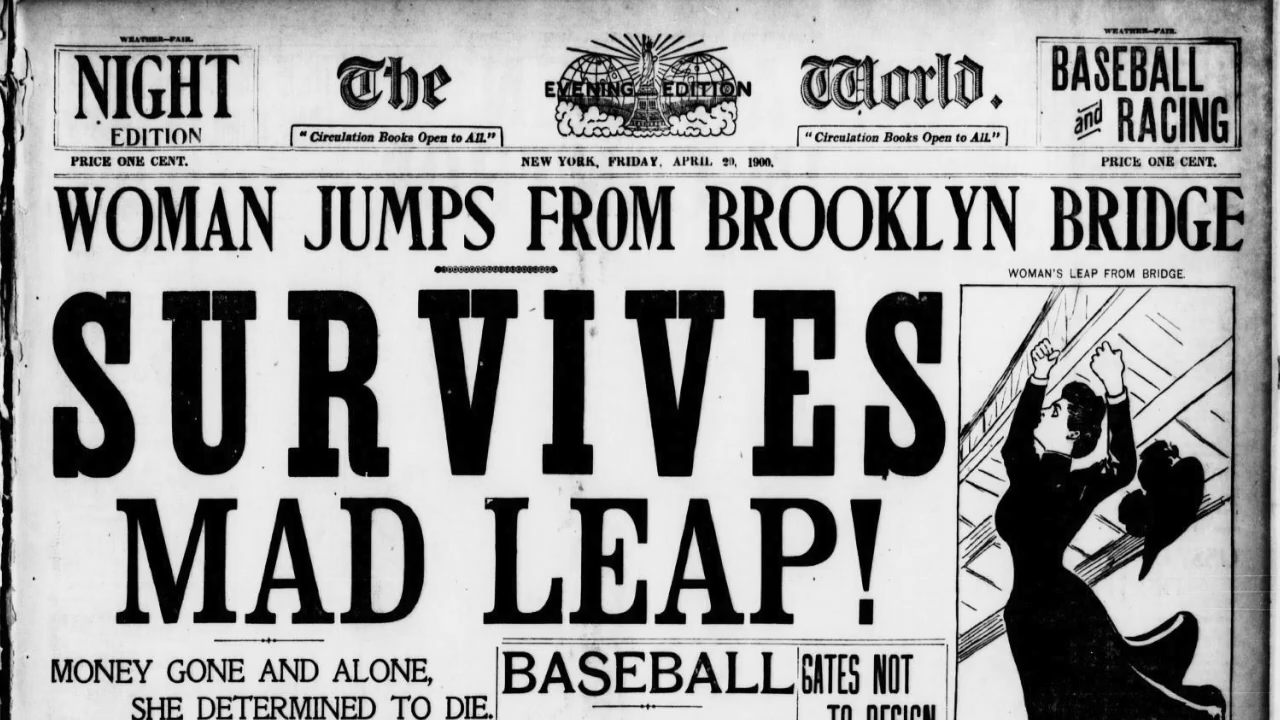 WEATHER—FAIR.
NIGHT
EDITION
The
EVENING EDITION
World.
WEATHER—FAIR.
BASEBALL
and RACING
"Circulation Books Open to All."
"Circulation Books Open to All."
PRICE ONE CENT.
NEW YORK, FRIDAY, APRIL 20, 1900.
PRICE ONE CENT.
WOMAN JUMPS FROM BROOKLYN BRIDGE
SURVIVES
MAD LEAP!
WOMAN'S LEAP FROM BRIDGE.
MONEY GONE AND ALONE,
SHE DETERMINED TO DIE.
BASEBALL
GATES NOT
TO RESIGN